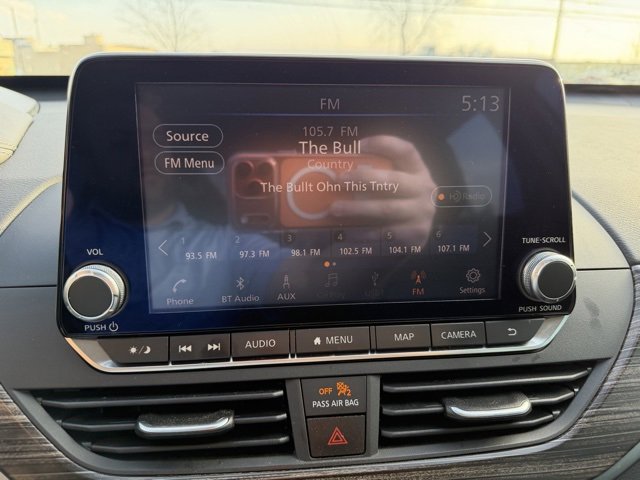 FM 5:13
Source
105.7 FM
The Bull
FM Menu
Country
The Bullt Ohn This Tntry
HD Radio
1 2 3 4 5 6
93.5 FM 97.3 FM 98.1 FM 102.5 FM 104.1 FM 107.1 FM
Phone BT Audio AUX USB FM Settings
VOL
PUSH
TUNE·SCROLL
PUSH SOUND
AUDIO MENU MAP CAMERA
OFF 2
PASS AIR BAG